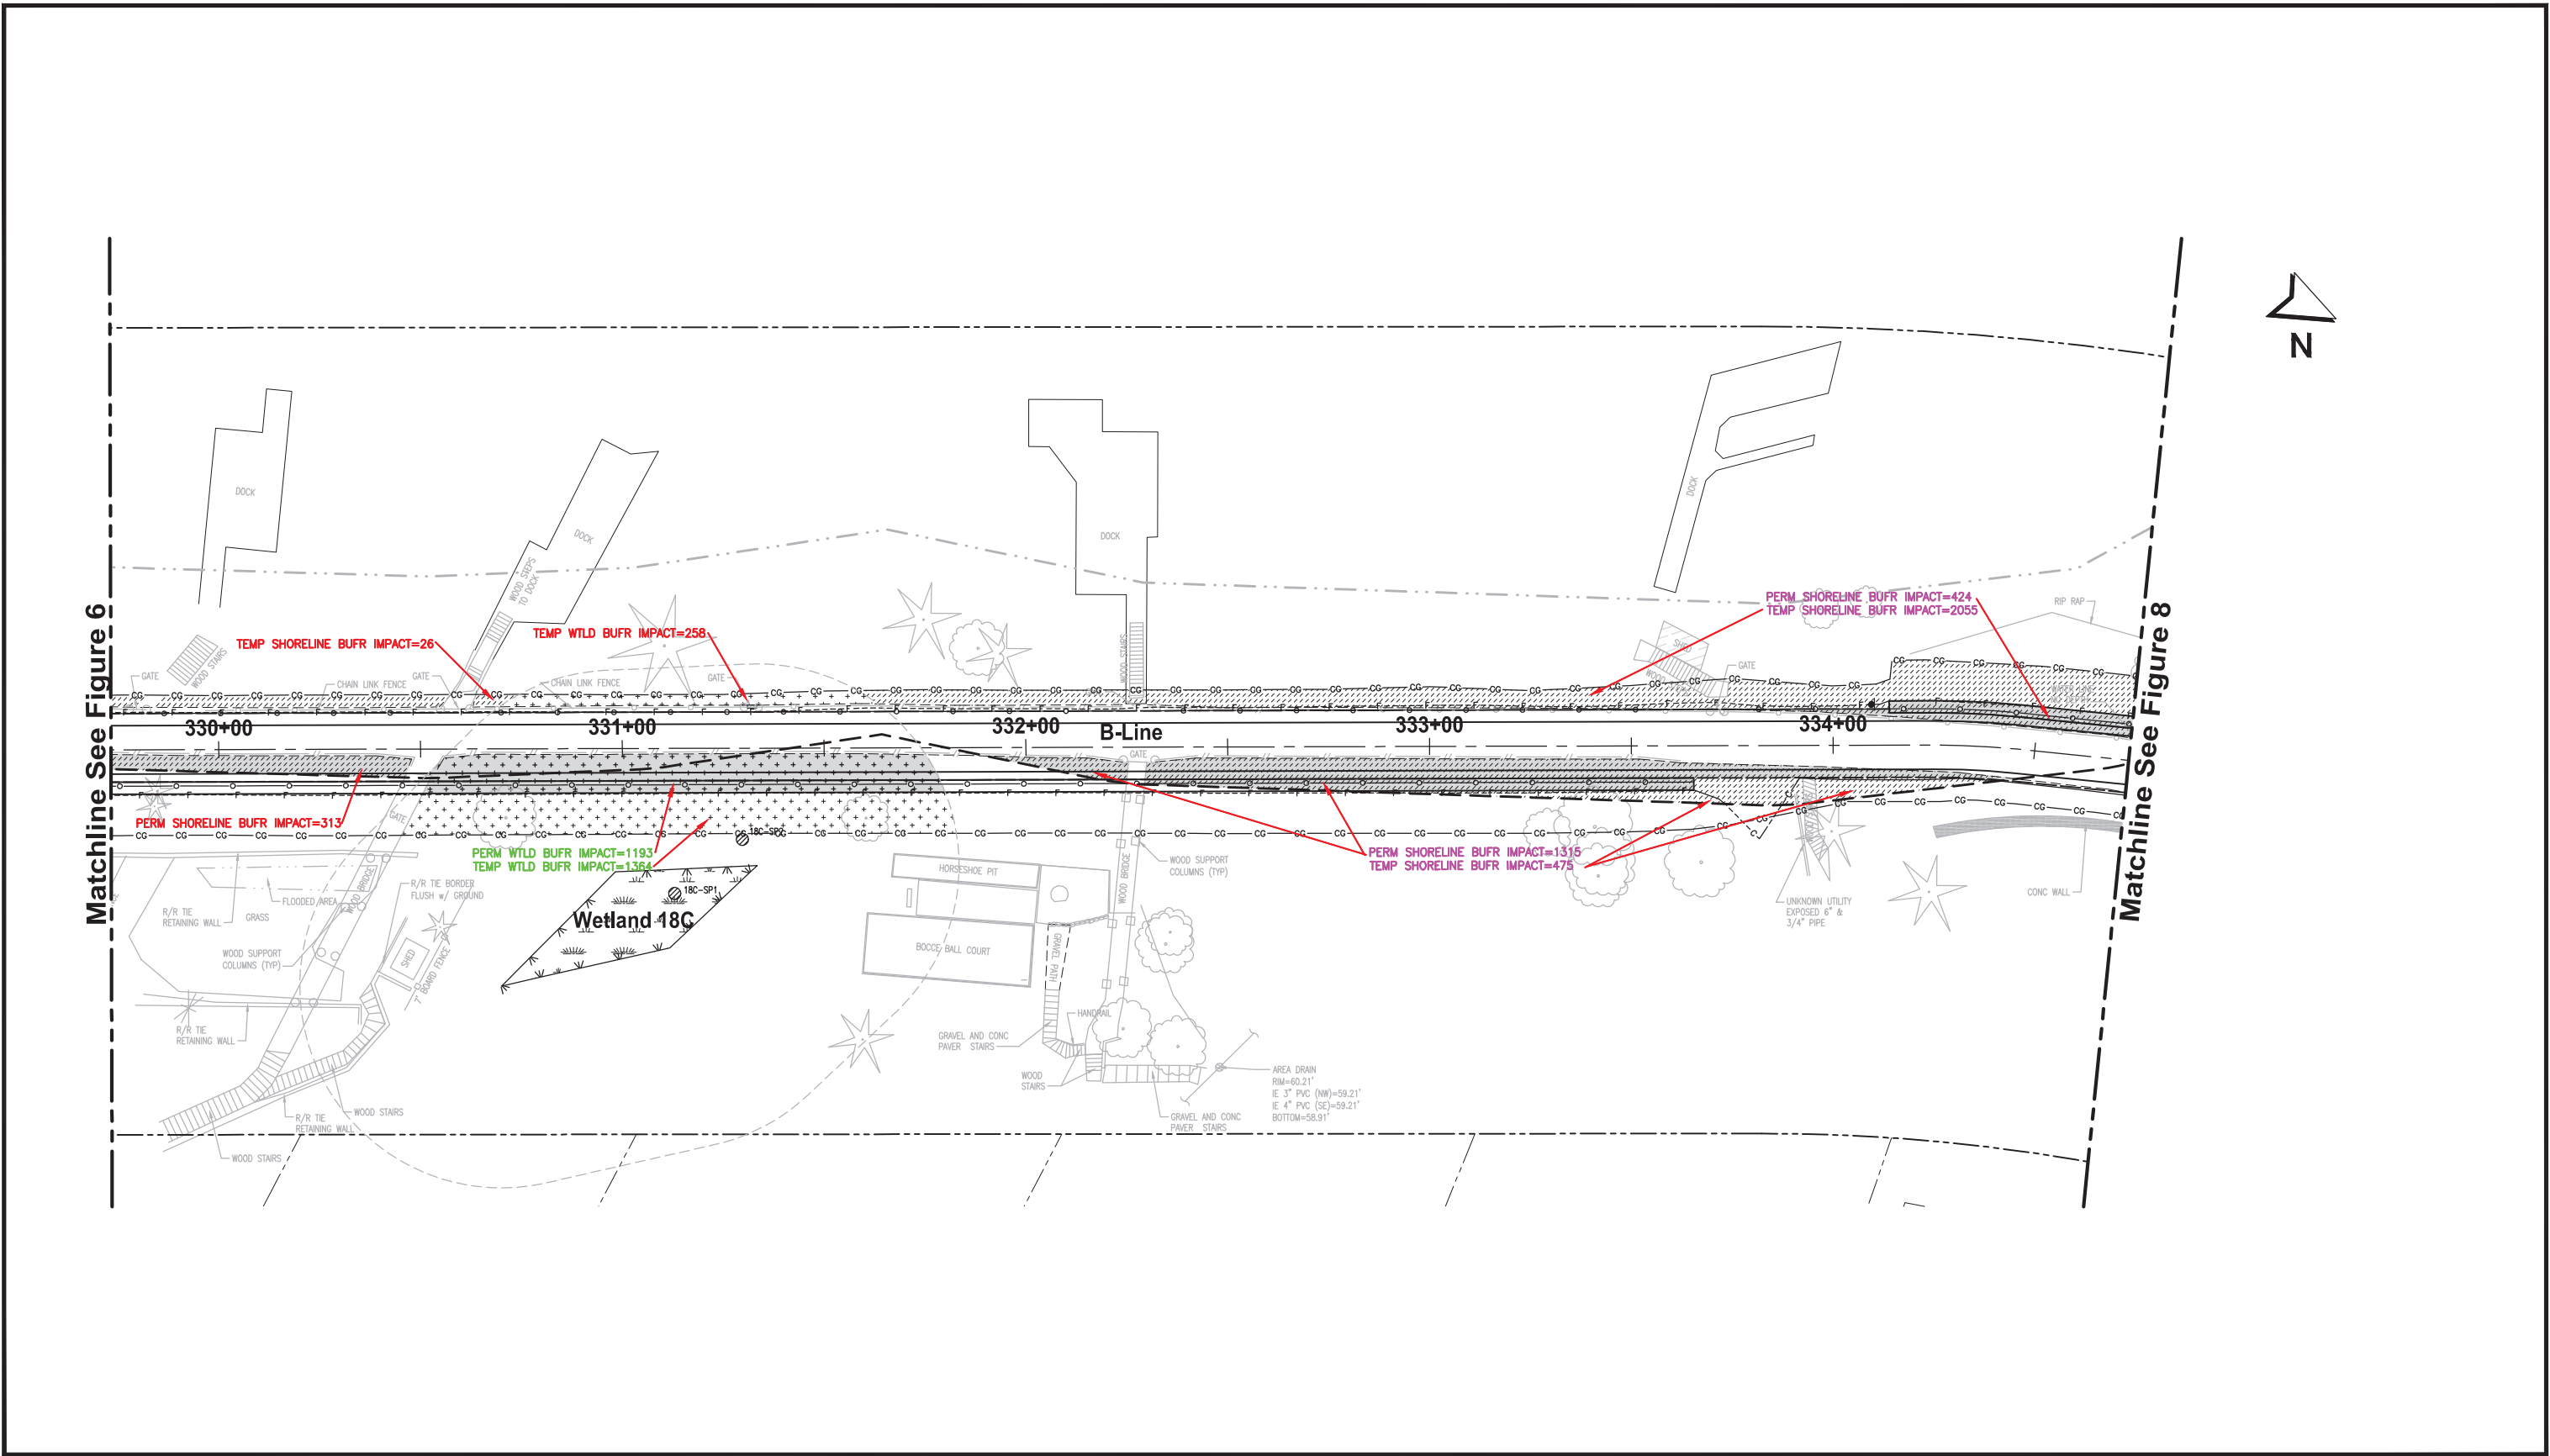 N
DOCK
DOCK
DOCK
DOCK
WOOD STEPS
TO DOCK
PERM SHORELINE BUFR IMPACT=424
TEMP SHORELINE BUFR IMPACT=2055
RIP RAP
TEMP SHORELINE BUFR IMPACT=26
TEMP WTLD BUFR IMPACT=258
GATE
WOOD STAIRS
CHAIN LINK FENCE
GATE
CHAIN LINK FENCE
GATE
WOOD STAIRS
SHED
GATE
Matchline See Figure 6
Matchline See Figure 8
330+00
331+00
332+00
B-Line
333+00
334+00
GATE
GATE
PERM SHORELINE BUFR IMPACT=313
18C-SP2
PERM WTLD BUFR IMPACT=1193
TEMP WTLD BUFR IMPACT=1364
PERM SHORELINE BUFR IMPACT=1315
TEMP SHORELINE BUFR IMPACT=475
WOOD BRIDGE
R/R TIE BORDER
FLUSH w/ GROUND
FLOODED AREA
R/R TIE
RETAINING WALL
GRASS
18C-SP1
Wetland 18C
HORSESHOE PIT
BOCCE BALL COURT
WOOD BRIDGE
WOOD SUPPORT
COLUMNS (TYP)
UNKNOWN UTILITY
EXPOSED 6" &
3/4" PIPE
CONC WALL
WOOD SUPPORT
COLUMNS (TYP)
SHED
7' BOARD FENCE
GRAVEL PATH
R/R TIE
RETAINING WALL
HANDRAIL
GRAVEL AND CONC
PAVER STAIRS
WOOD
STAIRS
AREA DRAIN
RIM=60.21'
IE 3" PVC (NW)=59.21'
IE 4" PVC (SE)=59.21'
BOTTOM=58.91'
GRAVEL AND CONC
PAVER STAIRS
WOOD STAIRS
R/R TIE
RETAINING WALL
WOOD STAIRS